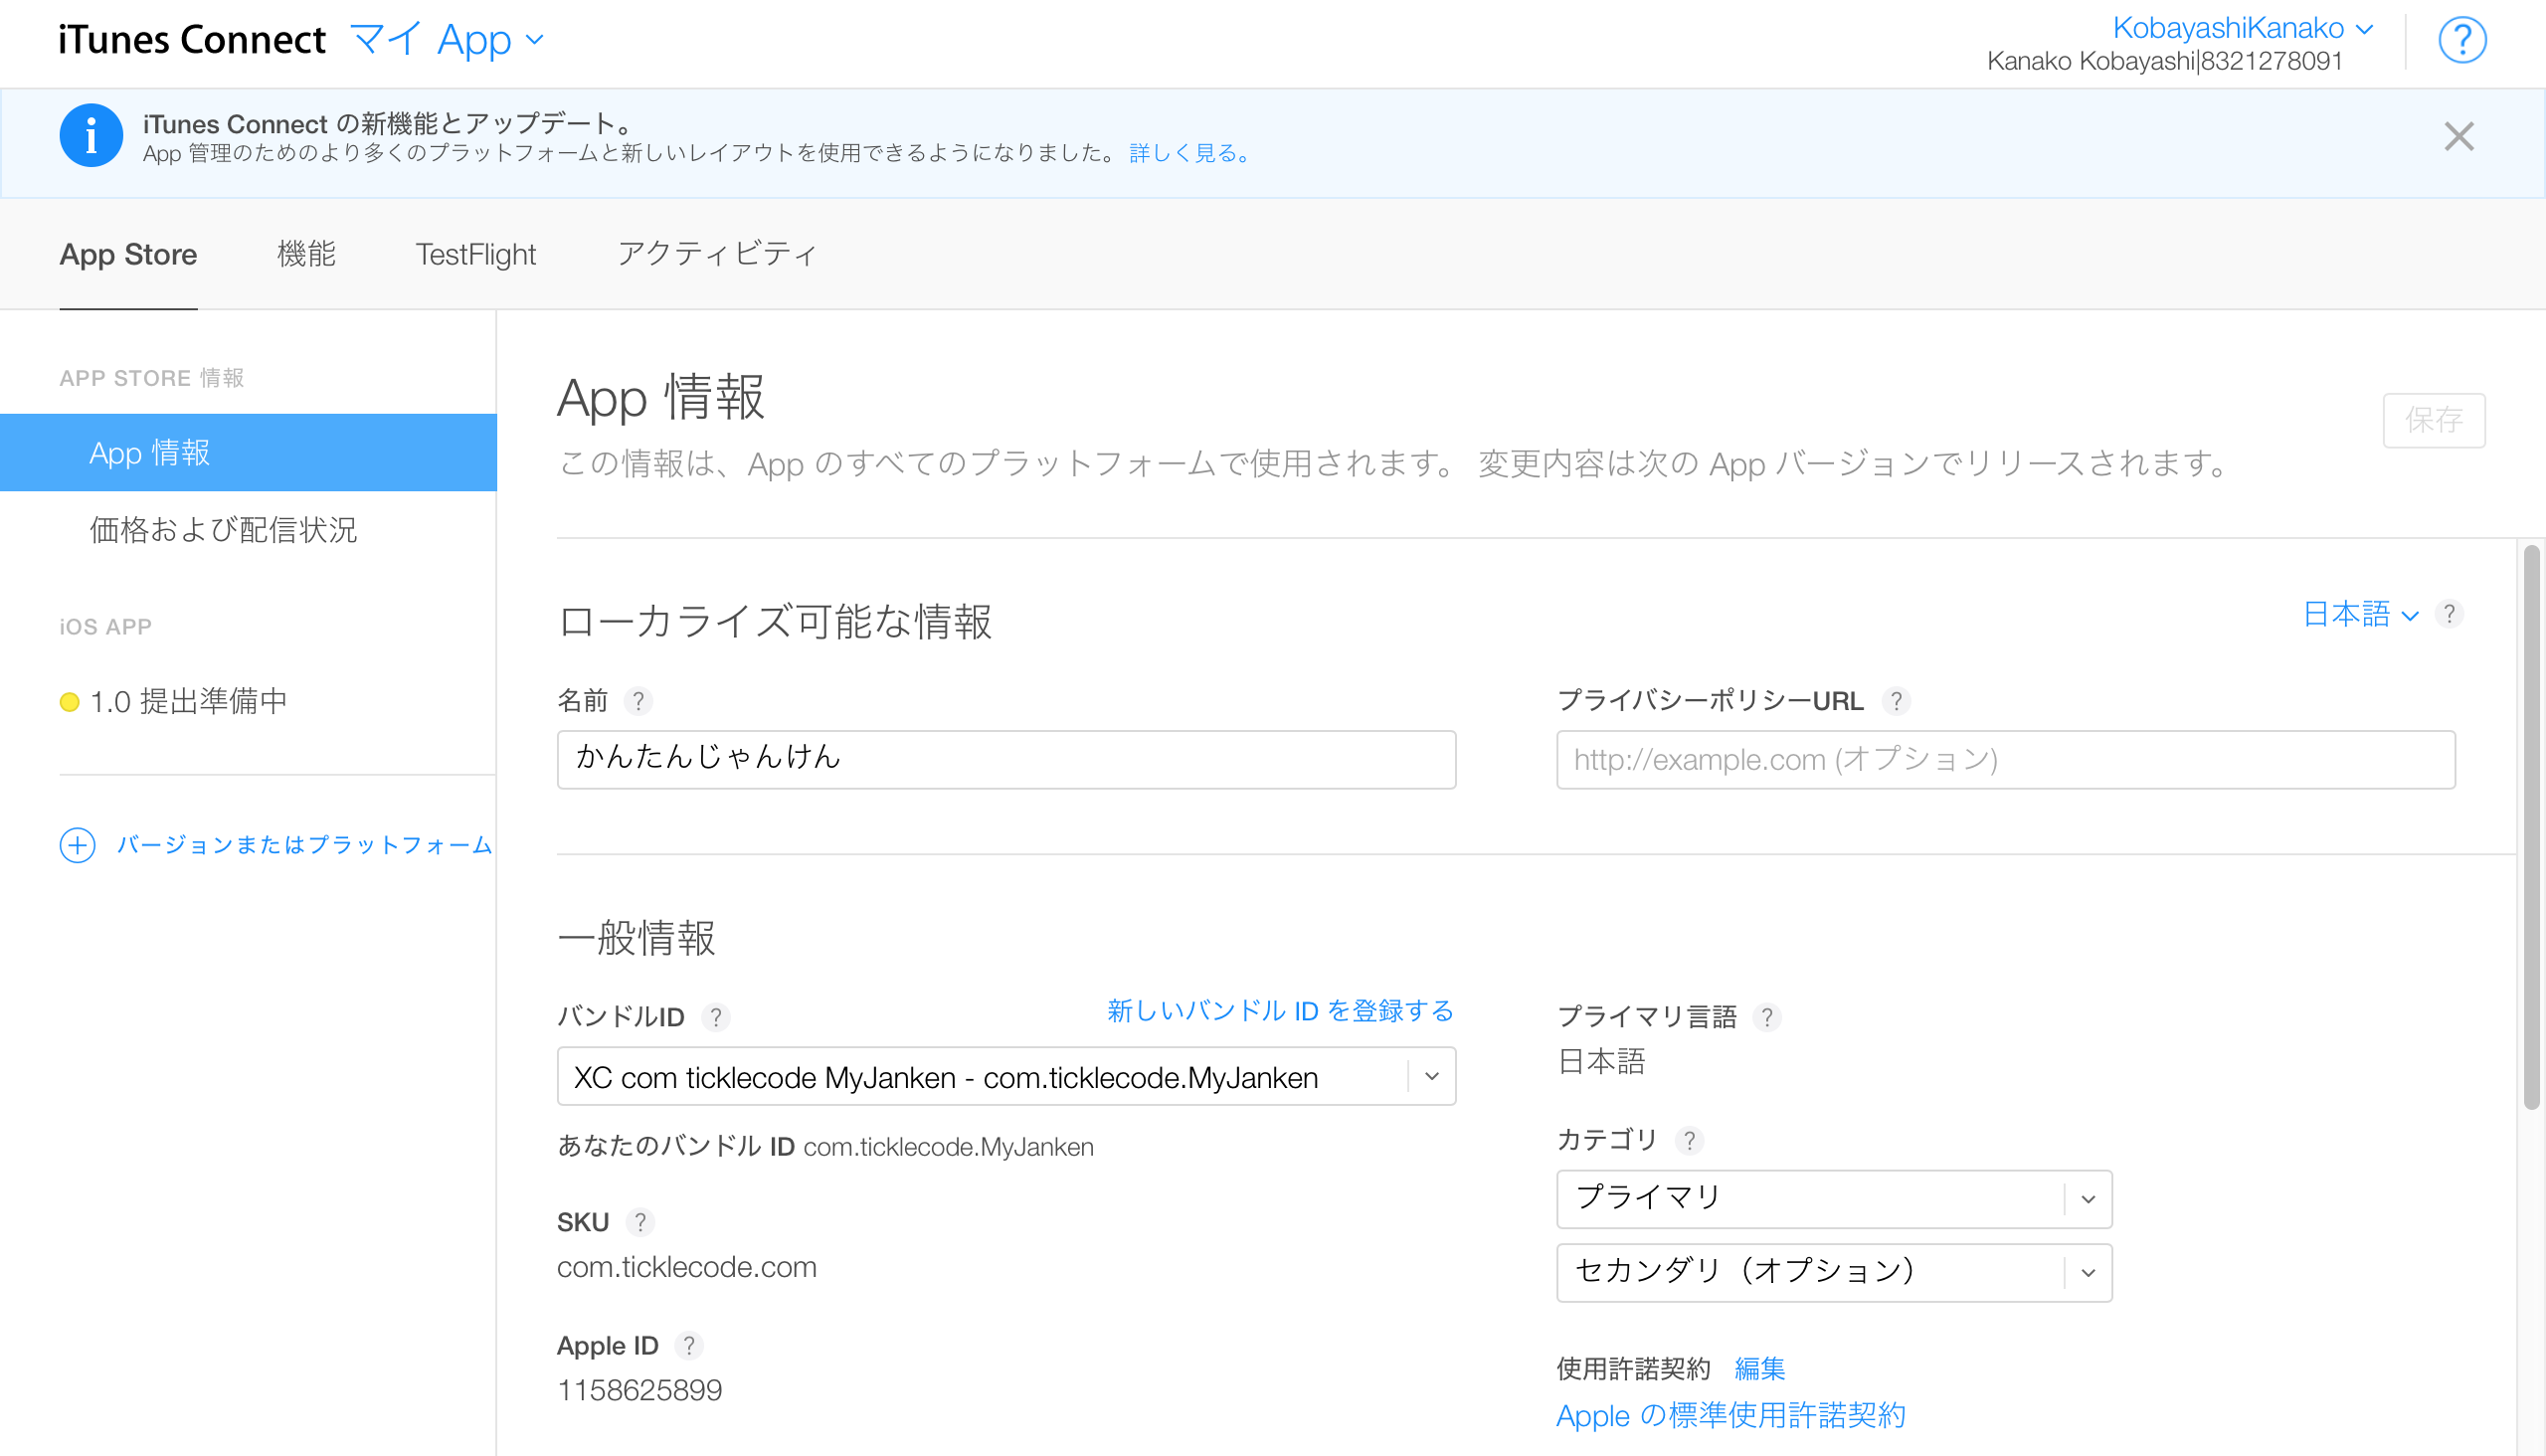 iTunes Connect マイ App
KobayashiKanako
Kanako Kobayashi|8321278091
?
iTunes Connect の新機能とアップデート。
App 管理のためのより多くのプラットフォームと新しいレイアウトを使用できるようになりました。 詳しく見る。
App Store 機能 TestFlight アクティビティ
APP STORE 情報
App 情報
価格および配信状況
iOS APP
1.0 提出準備中
バージョンまたはプラットフォーム
App 情報
保存
この情報は、App のすべてのプラットフォームで使用されます。 変更内容は次の App バージョンでリリースされます。
ローカライズ可能な情報
日本語 ?
名前 ?
かんたんじゃんけん
プライバシーポリシーURL ?
http://example.com (オプション)
一般情報
バンドルID ?
新しいバンドル ID を登録する
XC com ticklecode MyJanken - com.ticklecode.MyJanken
あなたのバンドル ID com.ticklecode.MyJanken
SKU ?
com.ticklecode.com
Apple ID ?
1158625899
プライマリ言語 ?
日本語
カテゴリ ?
プライマリ
セカンダリ（オプション）
使用許諾契約 編集
Apple の標準使用許諾契約